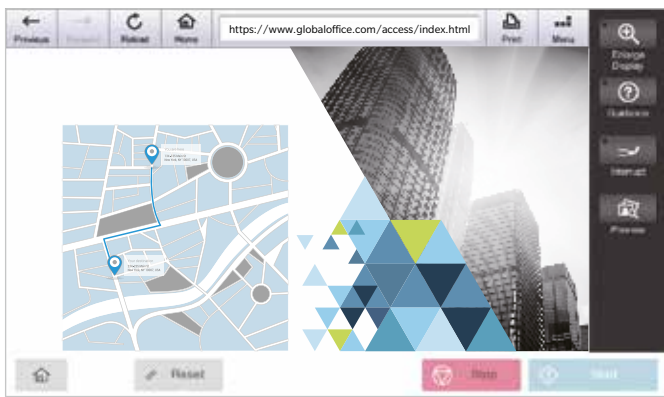 Previous
Reload
Home
https://www.globaloffice.com/access/index.html
Print
Menu
Enlarge
Display
Guidance
Interrupt
Preview
Reset
Stop
Start